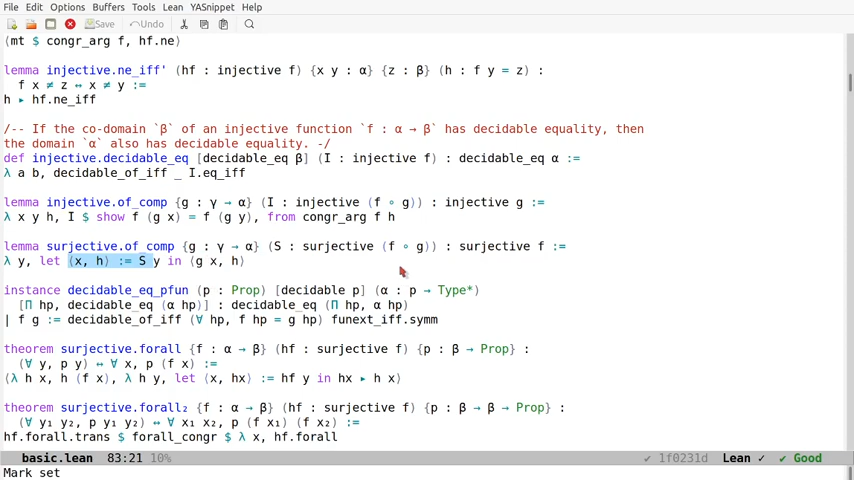 File Edit Options Buffers Tools Lean YASnippet Help
Save Undo
(mt $ congr_arg f, hf.ne⟩
lemma injective.ne_iff' (hf : injective f) {x y : α} {z : β} (h : f y = z) :
f x ≠ z ↔ x ≠ y :=
h ▸ hf.ne_iff
/-- If the co-domain `β` of an injective function `f : α → β` has decidable equality, then
the domain `α` also has decidable equality. -/
def injective.decidable_eq [decidable_eq β] (I : injective f) : decidable_eq α :=
λ a b, decidable_of_iff _ I.eq_iff
lemma injective.of_comp {g : γ → α} (I : injective (f ∘ g)) : injective g :=
λ x y h, I $ show f (g x) = f (g y), from congr_arg f h
lemma surjective.of_comp {g : γ → α} (S : surjective (f ∘ g)) : surjective f :=
λ y, let ⟨x, h⟩ := S y in ⟨g x, h⟩
instance decidable_eq_pfun (p : Prop) [decidable p] (α : p → Type*)
[Π hp, decidable_eq (α hp)] : decidable_eq (Π hp, α hp)
| f g := decidable_of_iff (∀ hp, f hp = g hp) funext_iff.symm
theorem surjective.forall {f : α → β} (hf : surjective f) {p : β → Prop} :
(∀ y, p y) ↔ ∀ x, p (f x) :=
⟨λ h x, h (f x), λ h y, let ⟨x, hx⟩ := hf y in hx ▸ h x⟩
theorem surjective.forall₂ {f : α → β} (hf : surjective f) {p : β → β → Prop} :
(∀ y₁ y₂, p y₁ y₂) ↔ ∀ x₁ x₂, p (f x₁) (f x₂) :=
hf.forall.trans $ forall_congr $ λ x, hf.forall
basic.lean 83:21 10% ✓ 1f0231d Lean ✓ ✓ Good
Mark set